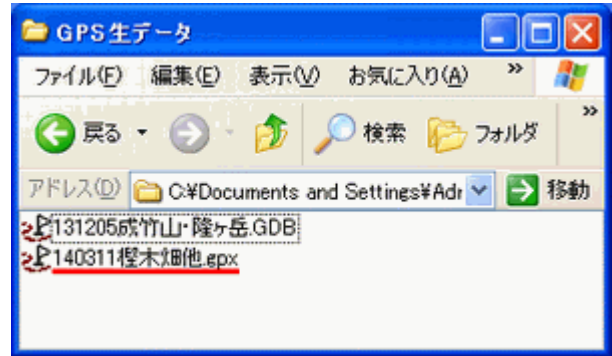 GPS生データ
ファイル(F) 編集(E) 表示(V) お気に入り(A) »
戻る 検索 フォルダ »
アドレス(D) C:¥Documents and Settings¥Adr 移動
131205成竹山・隆ヶ岳.GDB
140311樫木畑他.gpx